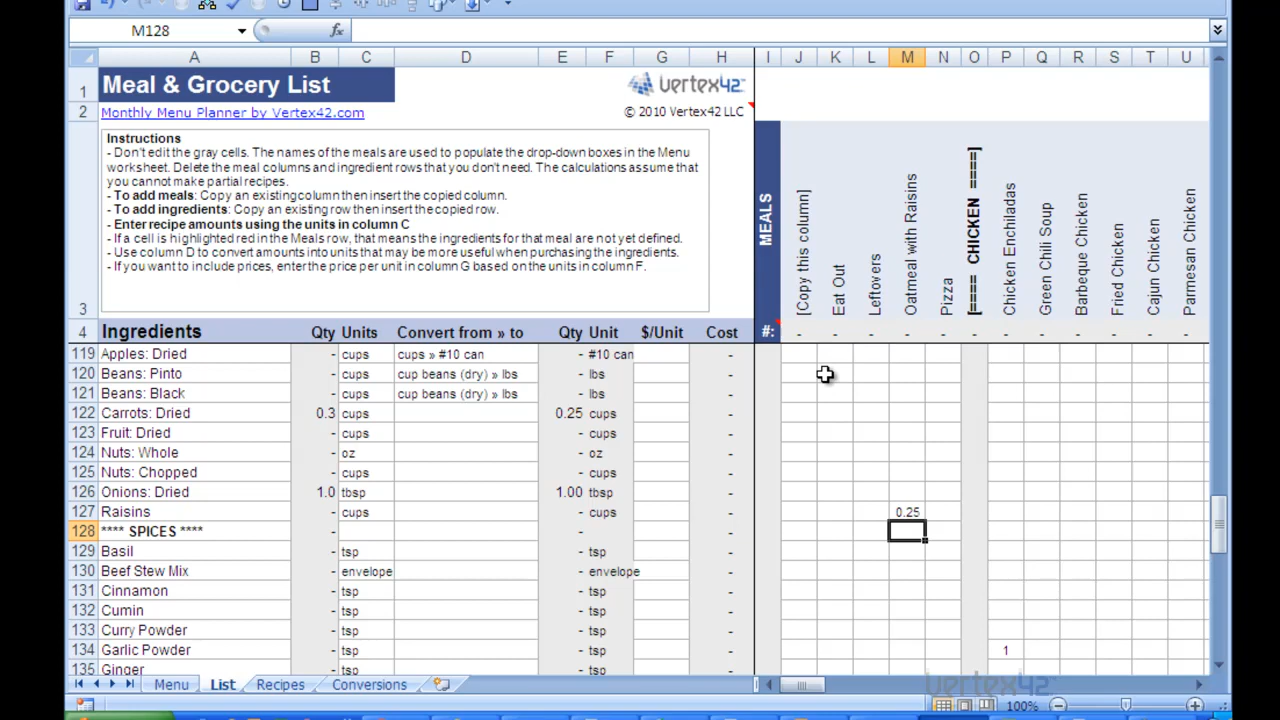 M128
fx
A B C D E F G H I J K L M N O P Q R S T U
1 Meal & Grocery List vertex42
2 Monthly Menu Planner by Vertex42.com © 2010 Vertex42 LLC
Instructions
- Don't edit the gray cells. The names of the meals are used to populate the drop-down boxes in the Menu
worksheet. Delete the meal columns and ingredient rows that you don't need. The calculations assume that
you cannot make partial recipes.
- To add meals: Copy an existing column then insert the copied column.
- To add ingredients: Copy an existing row then insert the copied row.
- Enter recipe amounts using the units in column C
- If a cell is highlighted red in the Meals row, that means the ingredients for that meal are not yet defined.
- Use column D to convert amounts into units that may be more useful when purchasing the ingredients.
- If you want to include prices, enter the price per unit in column G based on the units in column F.
3
MEALS
[Copy this column]
Eat Out
Leftovers
Oatmeal with Raisins
Pizza
[==== CHICKEN ====]
Chicken Enchiladas
Green Chili Soup
Barbeque Chicken
Fried Chicken
Cajun Chicken
Parmesan Chicken
4 Ingredients Qty Units Convert from » to Qty Unit $/Unit Cost #: - - - - - - - - - - - -
119 Apples: Dried - cups cups » #10 can - #10 can -
120 Beans: Pinto - cups cup beans (dry) » lbs - lbs -
121 Beans: Black - cups cup beans (dry) » lbs - lbs -
122 Carrots: Dried 0.3 cups 0.25 cups -
123 Fruit: Dried - cups - cups -
124 Nuts: Whole - oz - oz -
125 Nuts: Chopped - cups - cups -
126 Onions: Dried 1.0 tbsp 1.00 tbsp -
127 Raisins - cups - cups - 0.25
128 **** SPICES **** - - -
129 Basil - tsp - tsp -
130 Beef Stew Mix - envelope - envelope -
131 Cinnamon - tsp - tsp -
132 Cumin - tsp - tsp -
133 Curry Powder - tsp - tsp -
134 Garlic Powder - tsp - tsp - 1
135 Ginger - tsp - tsp -
Menu List Recipes Conversions
vertex42
100%